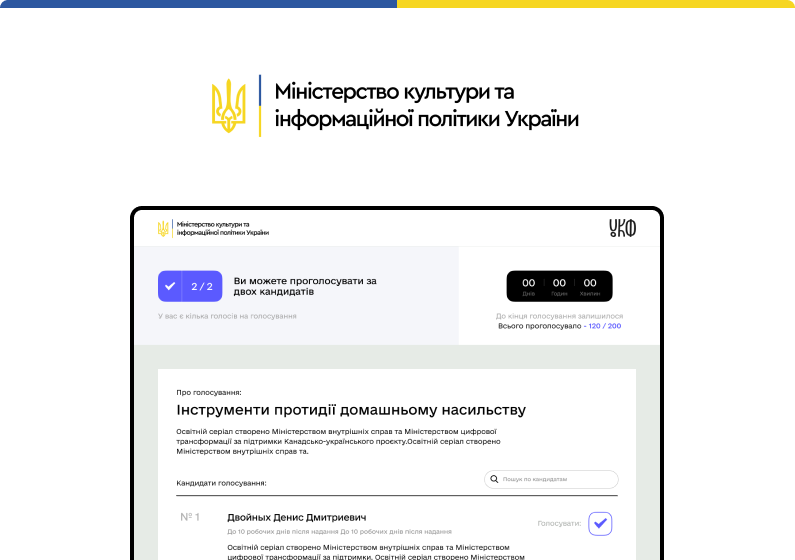 Міністерство культури та
інформаційної політики України
Міністерство культури та
інформаційної політики України
УКФ
2 / 2
Ви можете проголосувати за
двох кандидатів
У вас є кілька голосів на голосування
00 00 00
Днів Годин Хвилин
До кінця голосування залишилося
Всього проголосувало - 120 / 200
Про голосування:
Інструменти протидії домашньому насильству
Освітній серіал створено Міністерством внутрішніх справ та Міністерством цифрової
трансформації за підтримки Канадсько-українського проєкту.Освітній серіал створено
Міністерством внутрішніх справ та.
Кандидати голосування:
Пошук по кандидатам
№ 1
Двойных Денис Дмитриевич
Голосувати:
До 10 робочих днів після надання До 10 робочих днів після надання
Освітній серіал створено Міністерством внутрішніх справ та Міністерством
цифрової трансформації за підтримки. Освітній серіал створено Міністерством